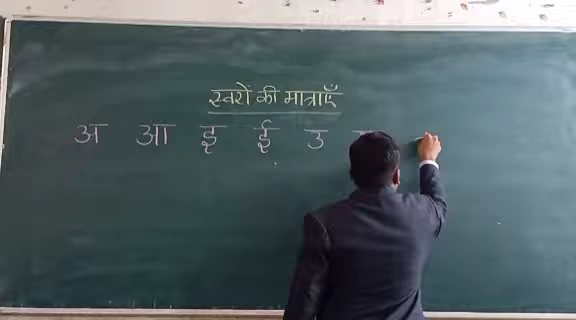 स्वरों की मात्राएँ
अ आ इ ई उ